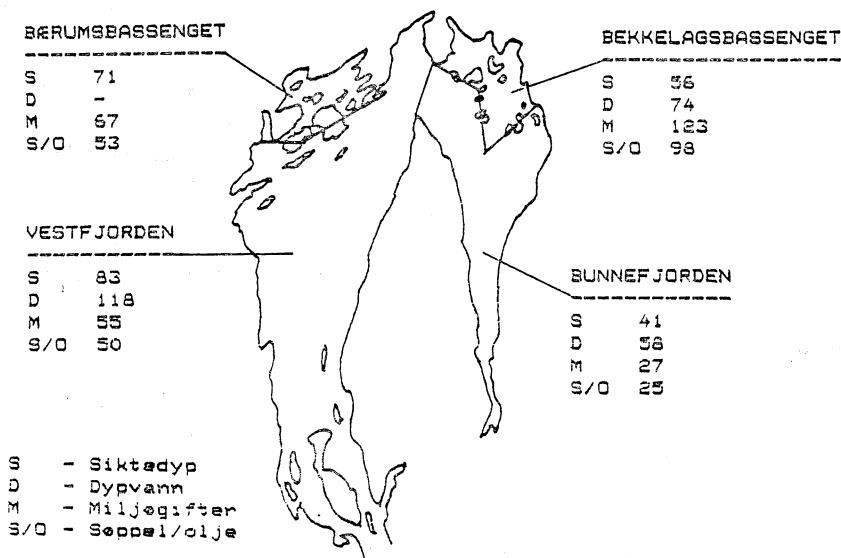 BÆRUMSBASSENGET
S 71
D -
M 67
S/O 53
BEKKELAGSBASSENGET
S 56
D 74
M 123
S/O 98
VESTFJORDEN
S 83
D 118
M 55
S/O 50
BUNNEFJORDEN
S 41
D 58
M 27
S/O 25
S - Siktedyp
D - Dypvann
M - Miljøgifter
S/O - Søppel/olje